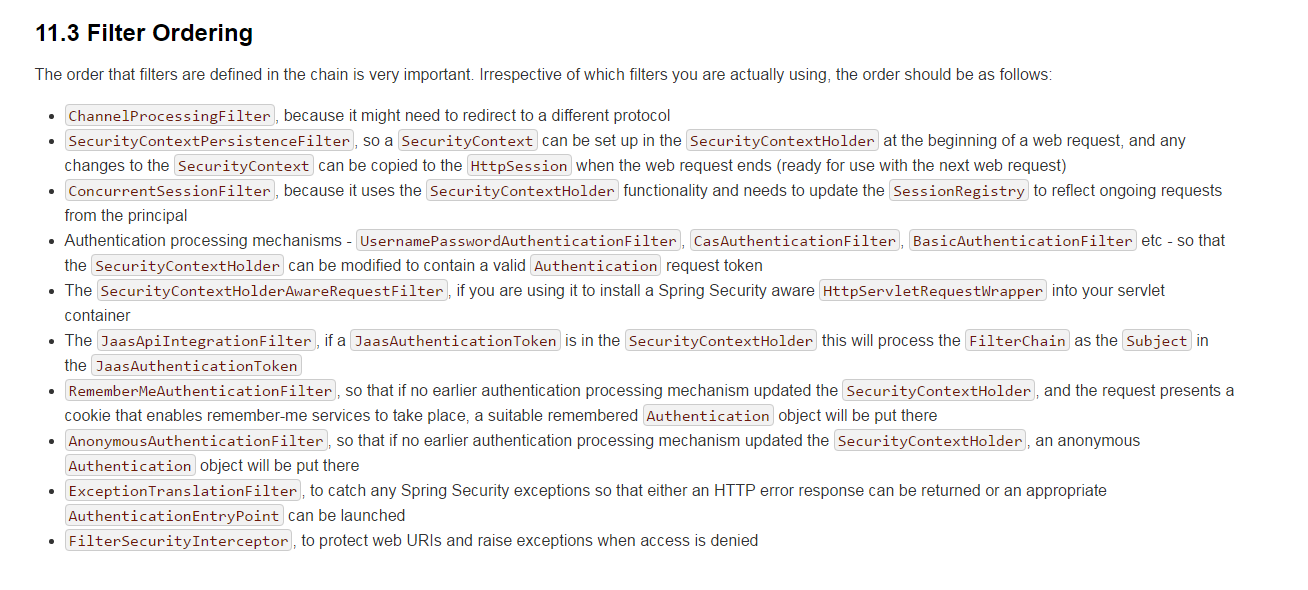 11.3 Filter Ordering
The order that filters are defined in the chain is very important. Irrespective of which filters you are actually using, the order should be as follows:
• ChannelProcessingFilter, because it might need to redirect to a different protocol
• SecurityContextPersistenceFilter, so a SecurityContext can be set up in the SecurityContextHolder at the beginning of a web request, and any
changes to the SecurityContext can be copied to the HttpSession when the web request ends (ready for use with the next web request)
• ConcurrentSessionFilter, because it uses the SecurityContextHolder functionality and needs to update the SessionRegistry to reflect ongoing requests
from the principal
• Authentication processing mechanisms - UsernamePasswordAuthenticationFilter, CasAuthenticationFilter, BasicAuthenticationFilter etc - so that
the SecurityContextHolder can be modified to contain a valid Authentication request token
• The SecurityContextHolderAwareRequestFilter, if you are using it to install a Spring Security aware HttpServletRequestWrapper into your servlet
container
• The JaasApiIntegrationFilter, if a JaasAuthenticationToken is in the SecurityContextHolder this will process the FilterChain as the Subject in
the JaasAuthenticationToken
• RememberMeAuthenticationFilter, so that if no earlier authentication processing mechanism updated the SecurityContextHolder, and the request presents a
cookie that enables remember-me services to take place, a suitable remembered Authentication object will be put there
• AnonymousAuthenticationFilter, so that if no earlier authentication processing mechanism updated the SecurityContextHolder, an anonymous
Authentication object will be put there
• ExceptionTranslationFilter, to catch any Spring Security exceptions so that either an HTTP error response can be returned or an appropriate
AuthenticationEntryPoint can be launched
• FilterSecurityInterceptor, to protect web URIs and raise exceptions when access is denied